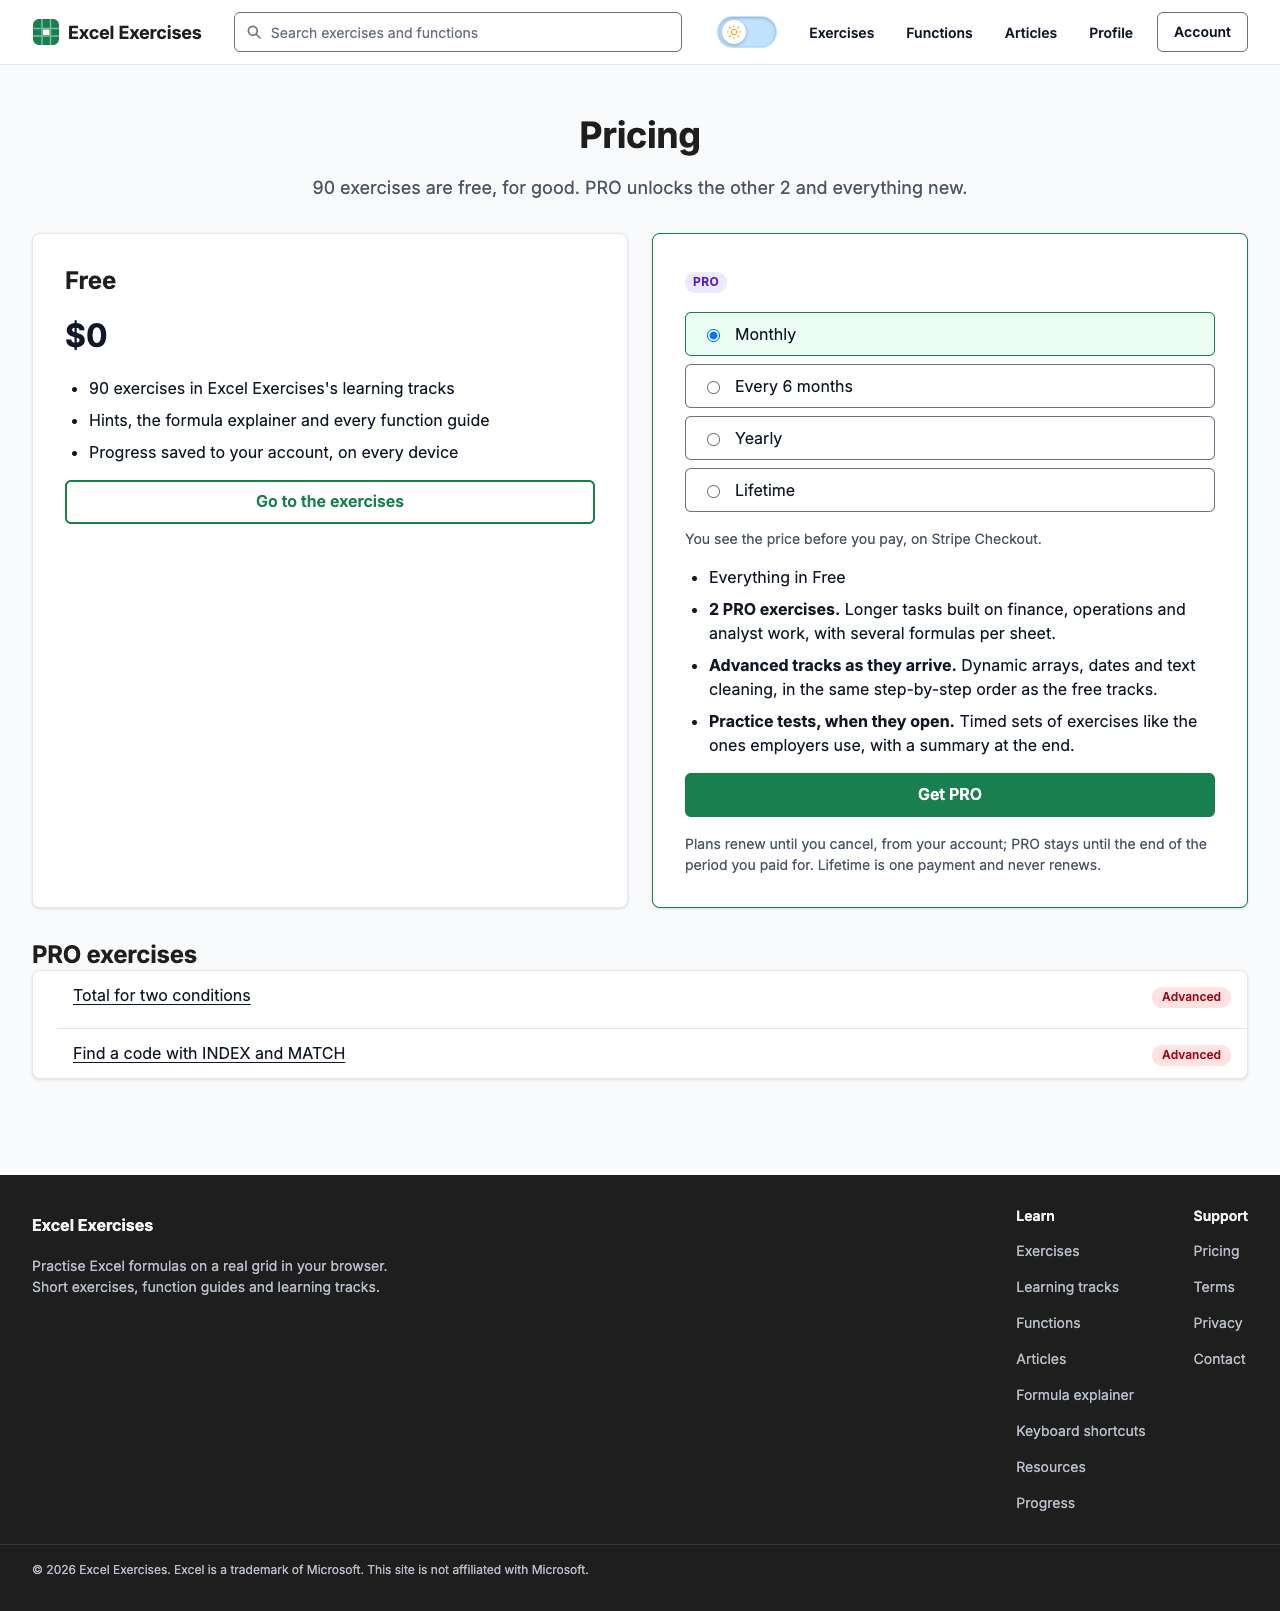 Excel Exercises
Search exercises and functions
Exercises
Functions
Articles
Profile
Account
Pricing
90 exercises are free, for good. PRO unlocks the other 2 and everything new.
Free
$0
90 exercises in Excel Exercises's learning tracks
Hints, the formula explainer and every function guide
Progress saved to your account, on every device
Go to the exercises
PRO
Monthly
Every 6 months
Yearly
Lifetime
You see the price before you pay, on Stripe Checkout.
Everything in Free
2 PRO exercises. Longer tasks built on finance, operations and
analyst work, with several formulas per sheet.
Advanced tracks as they arrive. Dynamic arrays, dates and text
cleaning, in the same step-by-step order as the free tracks.
Practice tests, when they open. Timed sets of exercises like the
ones employers use, with a summary at the end.
Get PRO
Plans renew until you cancel, from your account; PRO stays until the end of the
period you paid for. Lifetime is one payment and never renews.
PRO exercises
Total for two conditions
Advanced
Find a code with INDEX and MATCH
Advanced
Excel Exercises
Practise Excel formulas on a real grid in your browser.
Short exercises, function guides and learning tracks.
Learn
Exercises
Learning tracks
Functions
Articles
Formula explainer
Keyboard shortcuts
Resources
Progress
Support
Pricing
Terms
Privacy
Contact
© 2026 Excel Exercises. Excel is a trademark of Microsoft. This site is not affiliated with Microsoft.